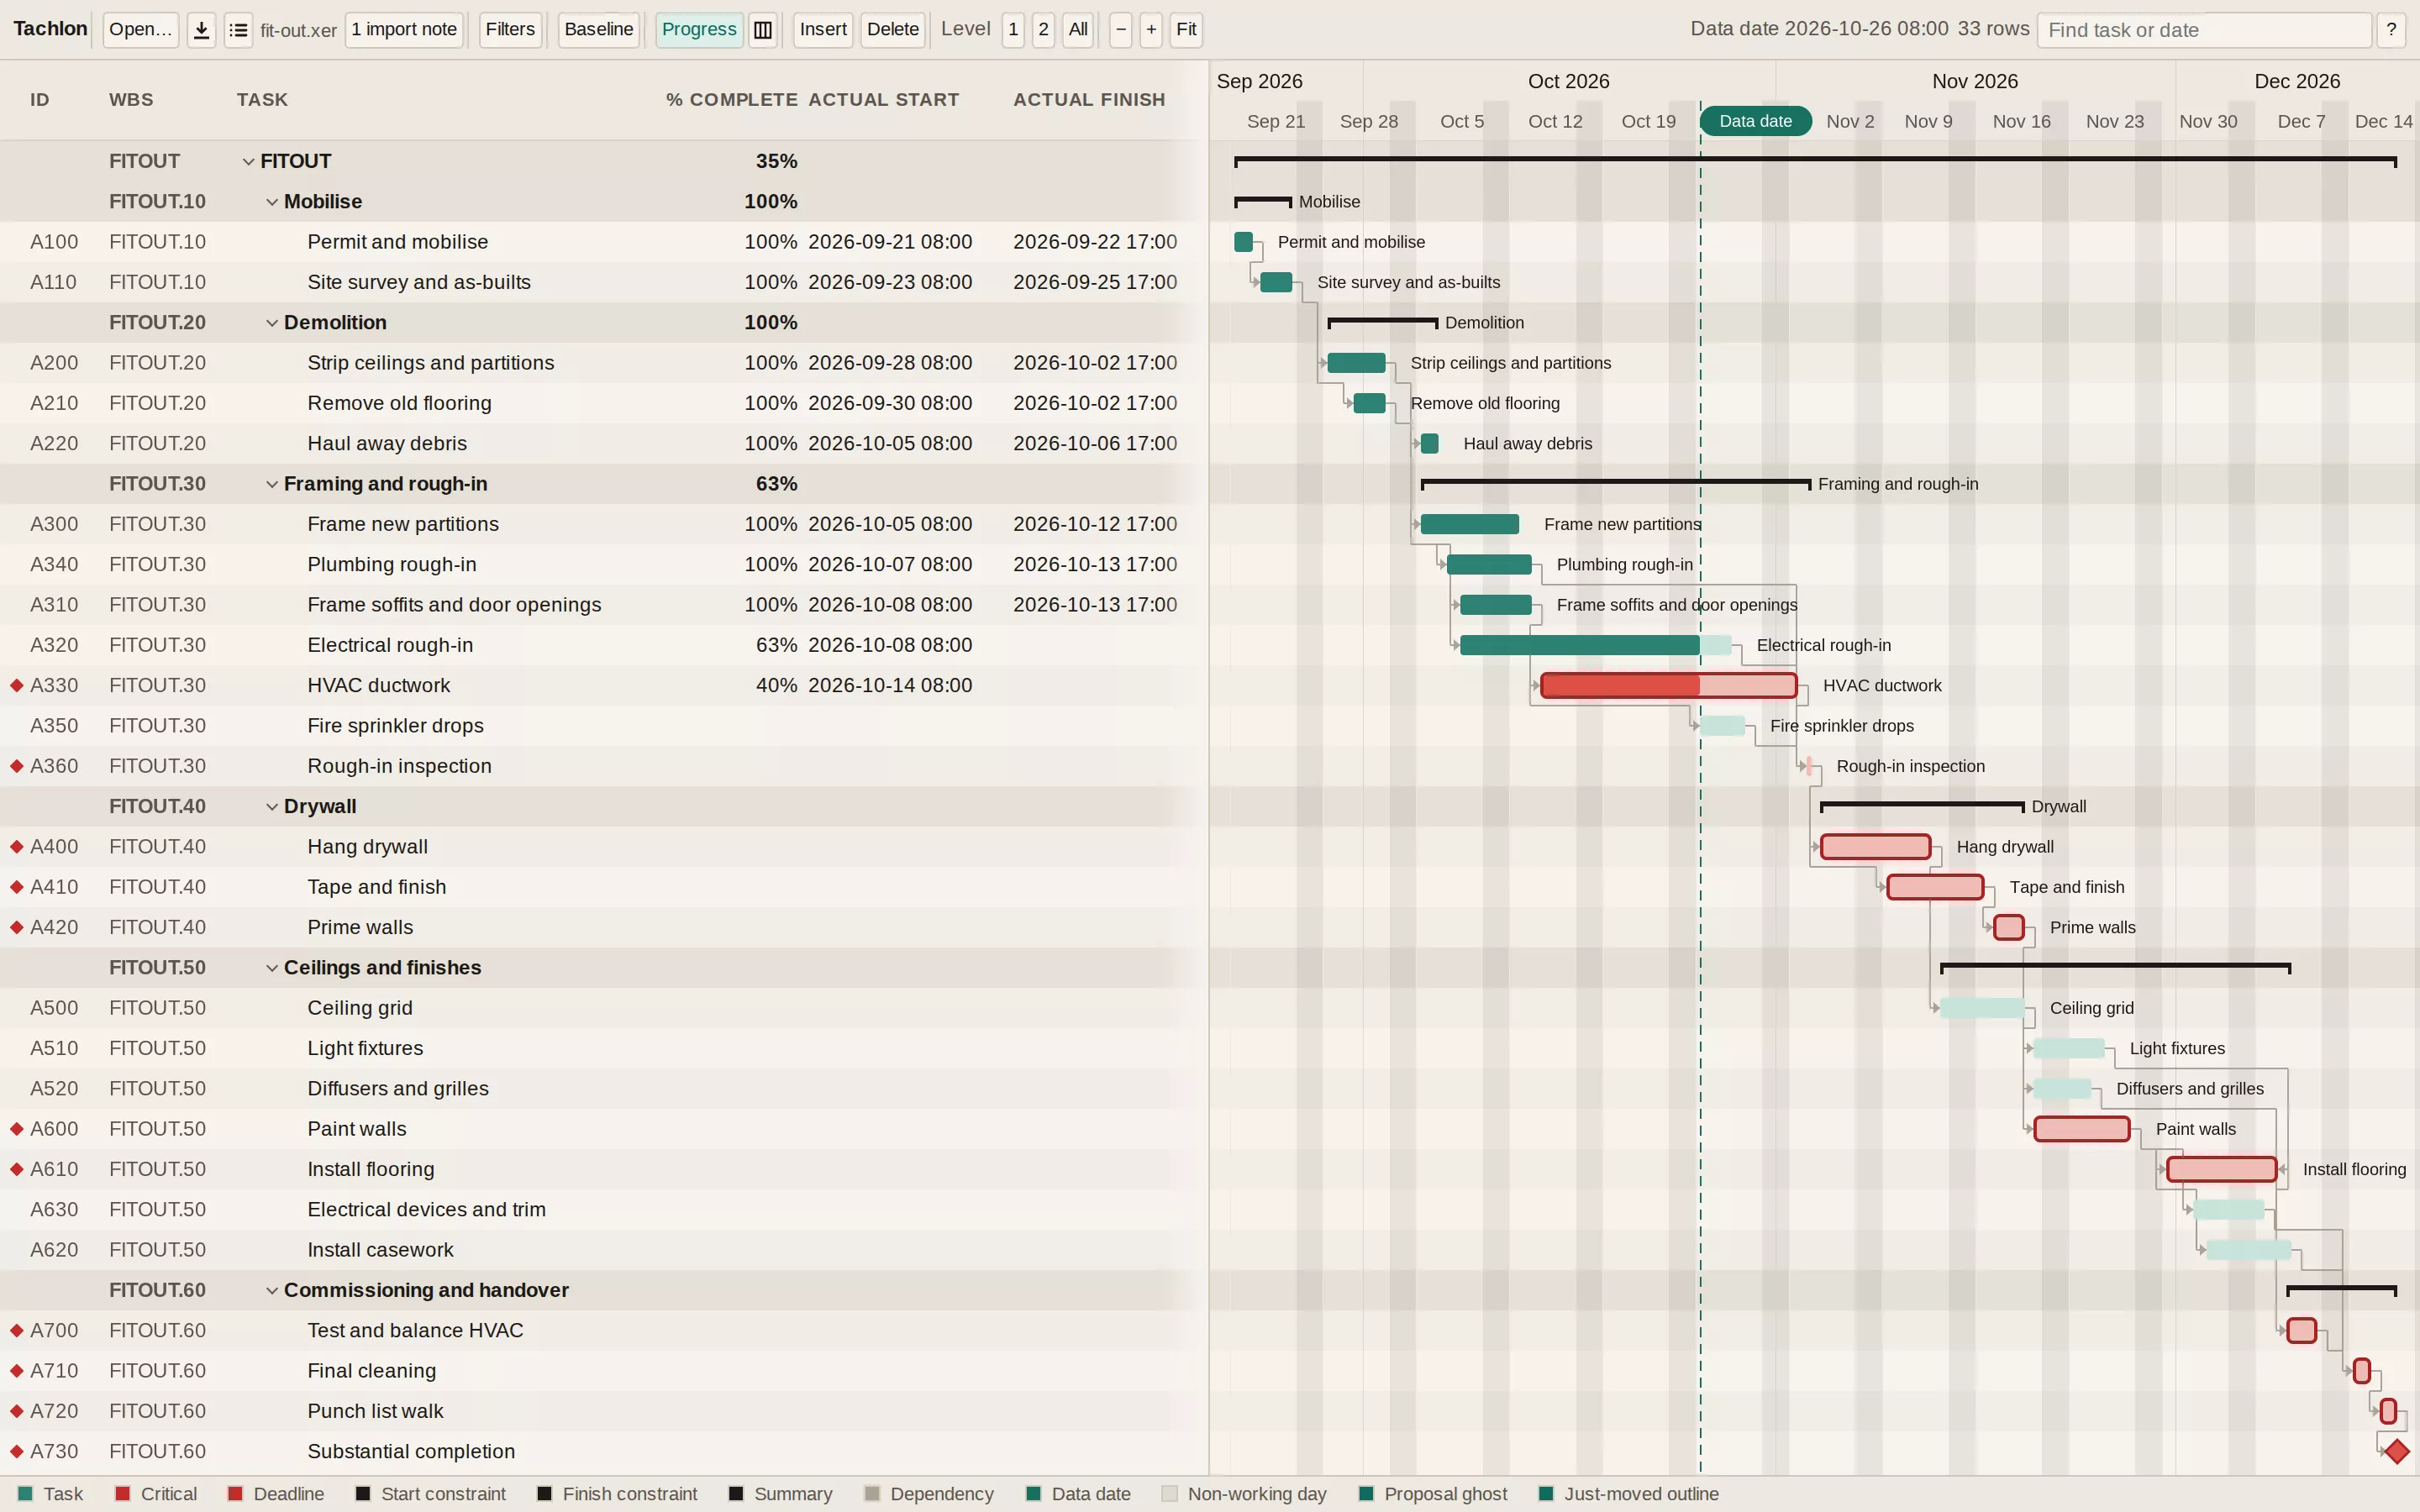 Tachlon Open… fit-out.xer 1 import note Filters Baseline Progress Insert Delete Level 1 2 All − + Fit Data date 2026-10-26 08:00 33 rows Find task or date ?
ID WBS TASK % COMPLETE ACTUAL START ACTUAL FINISH
Sep 2026 Oct 2026 Nov 2026 Dec 2026
Sep 21 Sep 28 Oct 5 Oct 12 Oct 19 Data date Nov 2 Nov 9 Nov 16 Nov 23 Nov 30 Dec 7 Dec 14
FITOUT FITOUT 35%
FITOUT.10 Mobilise 100% Mobilise
A100 FITOUT.10 Permit and mobilise 100% 2026-09-21 08:00 2026-09-22 17:00 Permit and mobilise
A110 FITOUT.10 Site survey and as-builts 100% 2026-09-23 08:00 2026-09-25 17:00 Site survey and as-builts
FITOUT.20 Demolition 100% Demolition
A200 FITOUT.20 Strip ceilings and partitions 100% 2026-09-28 08:00 2026-10-02 17:00 Strip ceilings and partitions
A210 FITOUT.20 Remove old flooring 100% 2026-09-30 08:00 2026-10-02 17:00 Remove old flooring
A220 FITOUT.20 Haul away debris 100% 2026-10-05 08:00 2026-10-06 17:00 Haul away debris
FITOUT.30 Framing and rough-in 63% Framing and rough-in
A300 FITOUT.30 Frame new partitions 100% 2026-10-05 08:00 2026-10-12 17:00 Frame new partitions
A340 FITOUT.30 Plumbing rough-in 100% 2026-10-07 08:00 2026-10-13 17:00 Plumbing rough-in
A310 FITOUT.30 Frame soffits and door openings 100% 2026-10-08 08:00 2026-10-13 17:00 Frame soffits and door openings
A320 FITOUT.30 Electrical rough-in 63% 2026-10-08 08:00 Electrical rough-in
A330 FITOUT.30 HVAC ductwork 40% 2026-10-14 08:00 HVAC ductwork
A350 FITOUT.30 Fire sprinkler drops Fire sprinkler drops
A360 FITOUT.30 Rough-in inspection Rough-in inspection
FITOUT.40 Drywall Drywall
A400 FITOUT.40 Hang drywall Hang drywall
A410 FITOUT.40 Tape and finish Tape and finish
A420 FITOUT.40 Prime walls Prime walls
FITOUT.50 Ceilings and finishes
A500 FITOUT.50 Ceiling grid Ceiling grid
A510 FITOUT.50 Light fixtures Light fixtures
A520 FITOUT.50 Diffusers and grilles Diffusers and grilles
A600 FITOUT.50 Paint walls Paint walls
A610 FITOUT.50 Install flooring Install flooring
A630 FITOUT.50 Electrical devices and trim
A620 FITOUT.50 Install casework
FITOUT.60 Commissioning and handover
A700 FITOUT.60 Test and balance HVAC
A710 FITOUT.60 Final cleaning
A720 FITOUT.60 Punch list walk
A730 FITOUT.60 Substantial completion
Task Critical Deadline Start constraint Finish constraint Summary Dependency Data date Non-working day Proposal ghost Just-moved outline